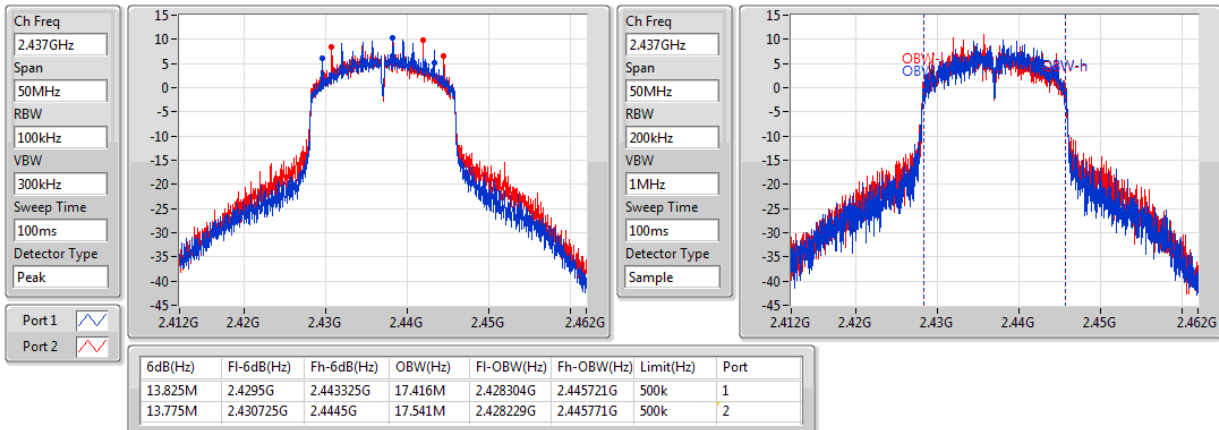 Ch Freq
2.437GHz
Span
50MHz
RBW
100kHz
VBW
300kHz
Sweep Time
100ms
Detector Type
Peak
Port 1
Port 2
15
10
5
0
-5
-10
-15
-20
-25
-30
-35
-40
-45
2.412G 2.42G 2.43G 2.44G 2.45G 2.462G
Ch Freq
2.437GHz
Span
50MHz
RBW
200kHz
VBW
1MHz
Sweep Time
100ms
Detector Type
Sample
15
10
5
0
-5
-10
-15
-20
-25
-30
-35
-40
-45
OBW-h
2.412G 2.42G 2.43G 2.44G 2.45G 2.462G
6dB(Hz) Fl-6dB(Hz) Fh-6dB(Hz) OBW(Hz) Fl-OBW(Hz) Fh-OBW(Hz) Limit(Hz) Port
13.825M 2.4295G 2.443325G 17.416M 2.428304G 2.445721G 500k 1
13.775M 2.430725G 2.4445G 17.541M 2.428229G 2.445771G 500k 2